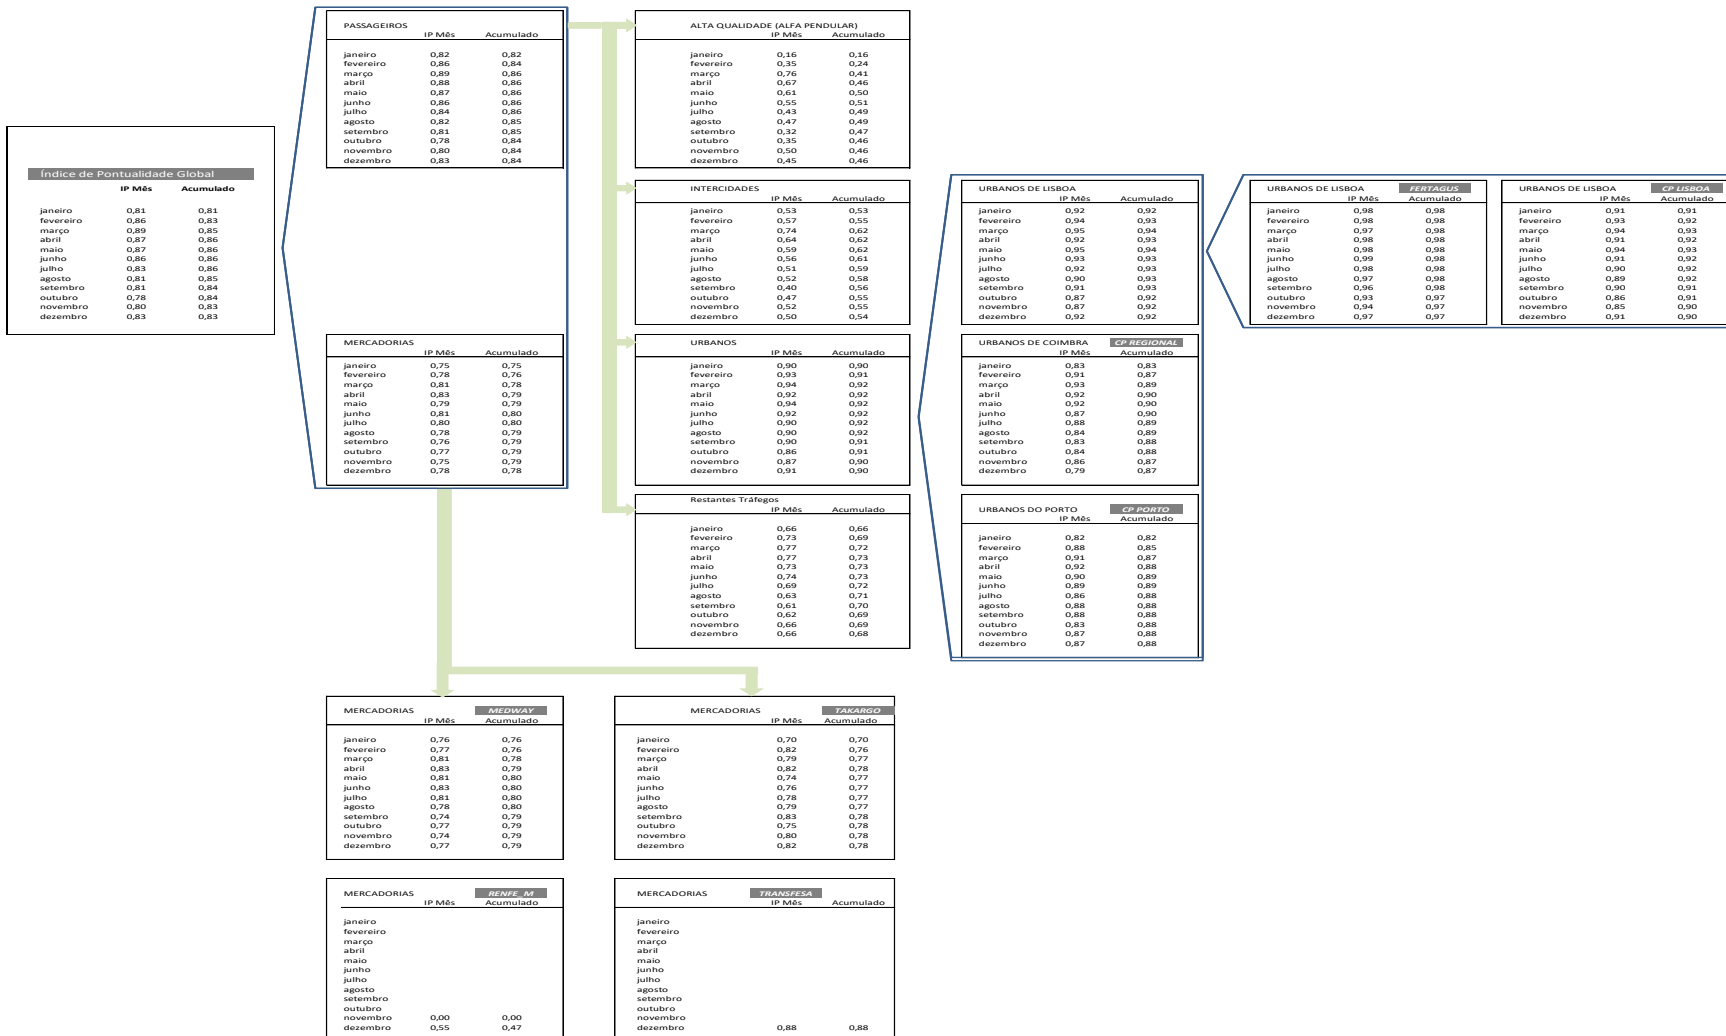 Índice de Pontualidade Global
IP Mês Acumulado
janeiro 0,81 0,81
fevereiro 0,86 0,83
março 0,89 0,85
abril 0,87 0,86
maio 0,87 0,86
junho 0,86 0,86
julho 0,83 0,86
agosto 0,81 0,85
setembro 0,81 0,84
outubro 0,78 0,84
novembro 0,80 0,83
dezembro 0,83 0,83
PASSAGEIROS
IP Mês Acumulado
janeiro 0,82 0,82
fevereiro 0,86 0,84
março 0,89 0,86
abril 0,88 0,86
maio 0,87 0,86
junho 0,86 0,86
julho 0,84 0,86
agosto 0,82 0,85
setembro 0,81 0,85
outubro 0,78 0,84
novembro 0,80 0,84
dezembro 0,83 0,84
MERCADORIAS
IP Mês Acumulado
janeiro 0,75 0,75
fevereiro 0,78 0,76
março 0,81 0,78
abril 0,83 0,79
maio 0,79 0,79
junho 0,81 0,80
julho 0,80 0,80
agosto 0,78 0,79
setembro 0,76 0,79
outubro 0,77 0,79
novembro 0,75 0,79
dezembro 0,78 0,78
ALTA QUALIDADE (ALFA PENDULAR)
IP Mês Acumulado
janeiro 0,16 0,16
fevereiro 0,35 0,24
março 0,76 0,41
abril 0,67 0,46
maio 0,61 0,50
junho 0,55 0,51
julho 0,43 0,49
agosto 0,47 0,49
setembro 0,32 0,47
outubro 0,35 0,46
novembro 0,50 0,46
dezembro 0,45 0,46
INTERCIDADES
IP Mês Acumulado
janeiro 0,53 0,53
fevereiro 0,57 0,55
março 0,74 0,62
abril 0,64 0,62
maio 0,59 0,62
junho 0,56 0,61
julho 0,51 0,59
agosto 0,52 0,58
setembro 0,40 0,56
outubro 0,47 0,55
novembro 0,52 0,55
dezembro 0,50 0,54
URBANOS
IP Mês Acumulado
janeiro 0,90 0,90
fevereiro 0,93 0,91
março 0,94 0,92
abril 0,92 0,92
maio 0,94 0,92
junho 0,92 0,92
julho 0,90 0,92
agosto 0,90 0,92
setembro 0,90 0,91
outubro 0,86 0,91
novembro 0,87 0,90
dezembro 0,91 0,90
Restantes Tráfegos
IP Mês Acumulado
janeiro 0,66 0,66
fevereiro 0,73 0,69
março 0,77 0,72
abril 0,77 0,73
maio 0,73 0,73
junho 0,74 0,73
julho 0,69 0,72
agosto 0,63 0,71
setembro 0,61 0,70
outubro 0,62 0,69
novembro 0,66 0,69
dezembro 0,66 0,68
URBANOS DE LISBOA
IP Mês Acumulado
janeiro 0,92 0,92
fevereiro 0,94 0,93
março 0,95 0,94
abril 0,92 0,93
maio 0,95 0,94
junho 0,93 0,93
julho 0,92 0,93
agosto 0,90 0,93
setembro 0,91 0,93
outubro 0,87 0,92
novembro 0,87 0,92
dezembro 0,92 0,92
URBANOS DE COIMBRA CP REGIONAL
IP Mês Acumulado
janeiro 0,83 0,83
fevereiro 0,91 0,87
março 0,93 0,89
abril 0,92 0,90
maio 0,92 0,90
junho 0,87 0,90
julho 0,88 0,89
agosto 0,84 0,89
setembro 0,83 0,88
outubro 0,84 0,88
novembro 0,86 0,87
dezembro 0,79 0,87
URBANOS DO PORTO CP PORTO
IP Mês Acumulado
janeiro 0,82 0,82
fevereiro 0,88 0,85
março 0,91 0,87
abril 0,92 0,88
maio 0,90 0,89
junho 0,89 0,89
julho 0,86 0,88
agosto 0,88 0,88
setembro 0,88 0,88
outubro 0,83 0,88
novembro 0,87 0,88
dezembro 0,87 0,88
URBANOS DE LISBOA FERTAGUS
IP Mês Acumulado
janeiro 0,98 0,98
fevereiro 0,98 0,98
março 0,97 0,98
abril 0,98 0,98
maio 0,98 0,98
junho 0,99 0,98
julho 0,98 0,98
agosto 0,97 0,98
setembro 0,96 0,98
outubro 0,93 0,97
novembro 0,94 0,97
dezembro 0,97 0,97
URBANOS DE LISBOA CP LISBOA
IP Mês Acumulado
janeiro 0,91 0,91
fevereiro 0,93 0,92
março 0,94 0,93
abril 0,91 0,92
maio 0,94 0,93
junho 0,91 0,92
julho 0,90 0,92
agosto 0,89 0,92
setembro 0,90 0,91
outubro 0,86 0,91
novembro 0,85 0,90
dezembro 0,91 0,90
MERCADORIAS MEDWAY
IP Mês Acumulado
janeiro 0,76 0,76
fevereiro 0,77 0,76
março 0,81 0,78
abril 0,83 0,79
maio 0,81 0,80
junho 0,83 0,80
julho 0,81 0,80
agosto 0,78 0,80
setembro 0,74 0,79
outubro 0,77 0,79
novembro 0,74 0,79
dezembro 0,77 0,79
MERCADORIAS TAKARGO
IP Mês Acumulado
janeiro 0,70 0,70
fevereiro 0,82 0,76
março 0,79 0,77
abril 0,82 0,78
maio 0,74 0,77
junho 0,76 0,77
julho 0,78 0,77
agosto 0,79 0,77
setembro 0,83 0,78
outubro 0,75 0,78
novembro 0,80 0,78
dezembro 0,82 0,78
MERCADORIAS RENFE_M
IP Mês Acumulado
janeiro
fevereiro
março
abril
maio
junho
julho
agosto
setembro
outubro
novembro 0,00 0,00
dezembro 0,55 0,47
MERCADORIAS TRANSFESA
IP Mês Acumulado
janeiro
fevereiro
março
abril
maio
junho
julho
agosto
setembro
outubro
novembro
dezembro 0,88 0,88